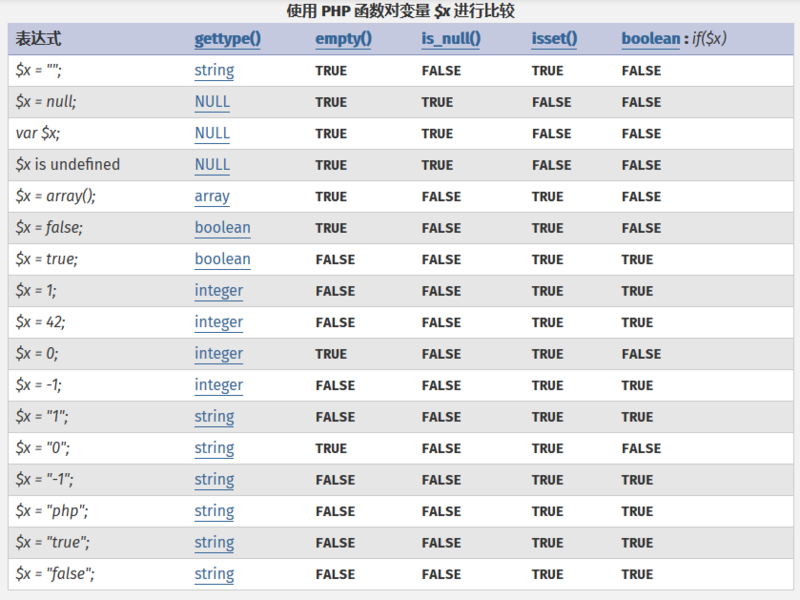 使用 PHP 函数对变量 $x 进行比较
表达式 gettype() empty() is_null() isset() boolean : if($x)
$x = ""; string TRUE FALSE TRUE FALSE
$x = null; NULL TRUE TRUE FALSE FALSE
var $x; NULL TRUE TRUE FALSE FALSE
$x is undefined NULL TRUE TRUE FALSE FALSE
$x = array(); array TRUE FALSE TRUE FALSE
$x = false; boolean TRUE FALSE TRUE FALSE
$x = true; boolean FALSE FALSE TRUE TRUE
$x = 1; integer FALSE FALSE TRUE TRUE
$x = 42; integer FALSE FALSE TRUE TRUE
$x = 0; integer TRUE FALSE TRUE FALSE
$x = -1; integer FALSE FALSE TRUE TRUE
$x = "1"; string FALSE FALSE TRUE TRUE
$x = "0"; string TRUE FALSE TRUE FALSE
$x = "-1"; string FALSE FALSE TRUE TRUE
$x = "php"; string FALSE FALSE TRUE TRUE
$x = "true"; string FALSE FALSE TRUE TRUE
$x = "false"; string FALSE FALSE TRUE TRUE